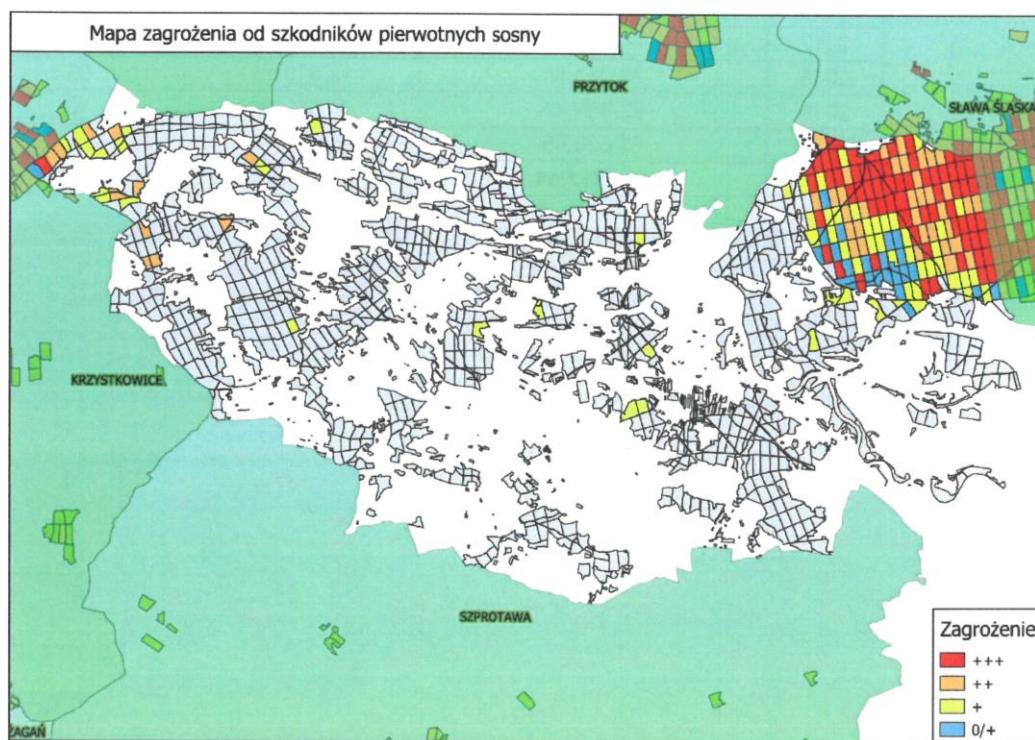 Mapa zagrożenia od szkodników pierwotnych sosny
PRZYTOK
SŁAWA ŚLĄSKA
KRZYSTKOWICE
SZPROTAWA
ŻAGAŃ
Zagrożenie
+++
++
+
0/+